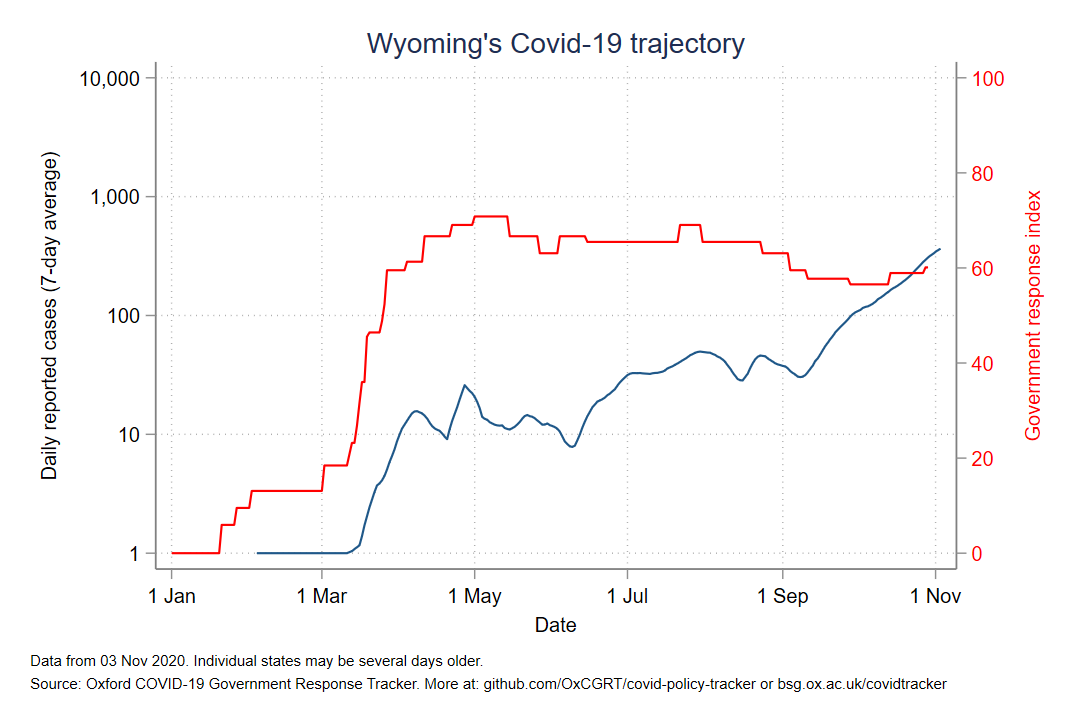 Wyoming's Covid-19 trajectory
10,000
1,000
100
10
1
Daily reported cases (7-day average)
100
80
60
40
20
0
Government response index
1 Jan
1 Mar
1 May
1 Jul
1 Sep
1 Nov
Date
Data from 03 Nov 2020. Individual states may be several days older.
Source: Oxford COVID-19 Government Response Tracker. More at: github.com/OxCGRT/covid-policy-tracker or bsg.ox.ac.uk/covidtracker